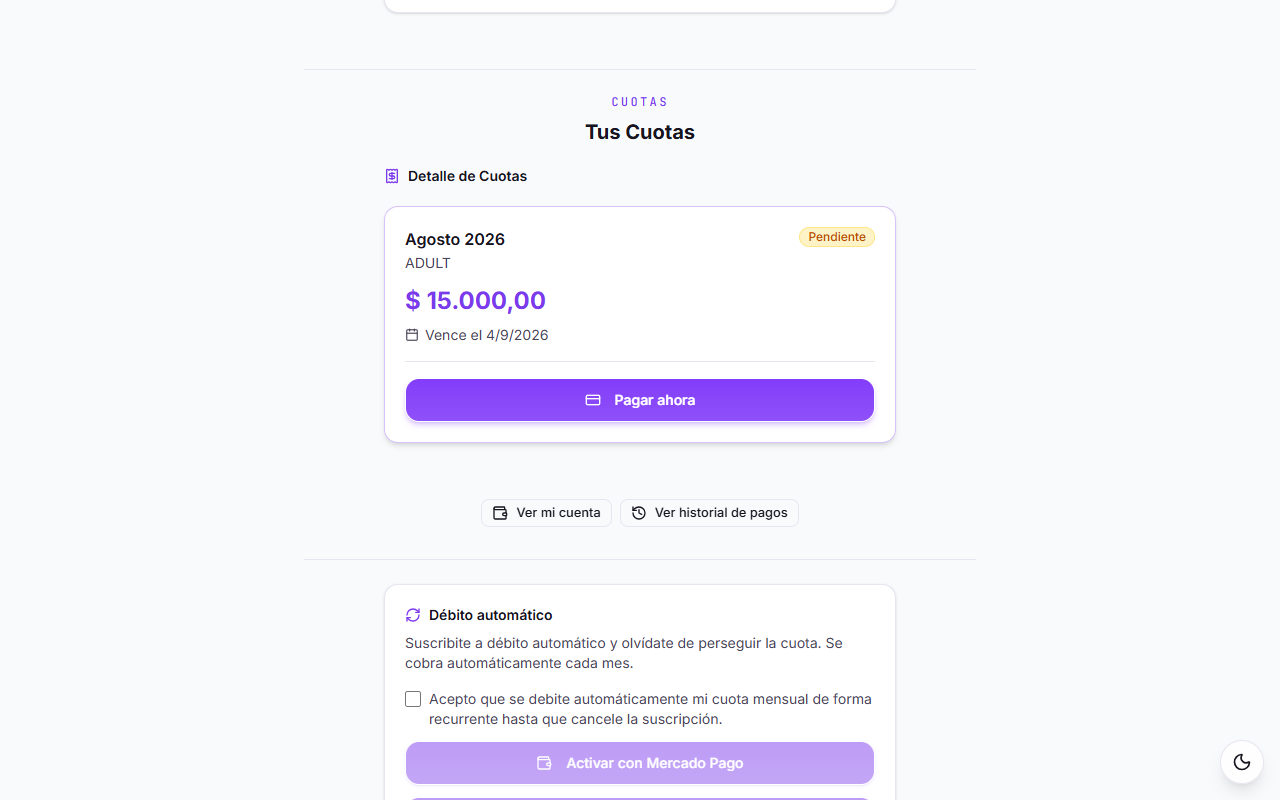 CUOTAS
Tus Cuotas
Detalle de Cuotas
Agosto 2026
Pendiente
ADULT
$ 15.000,00
Vence el 4/9/2026
Pagar ahora
Ver mi cuenta
Ver historial de pagos
Débito automático
Suscribite a débito automático y olvídate de perseguir la cuota. Se
cobra automáticamente cada mes.
Acepto que se debite automáticamente mi cuota mensual de forma
recurrente hasta que cancele la suscripción.
Activar con Mercado Pago